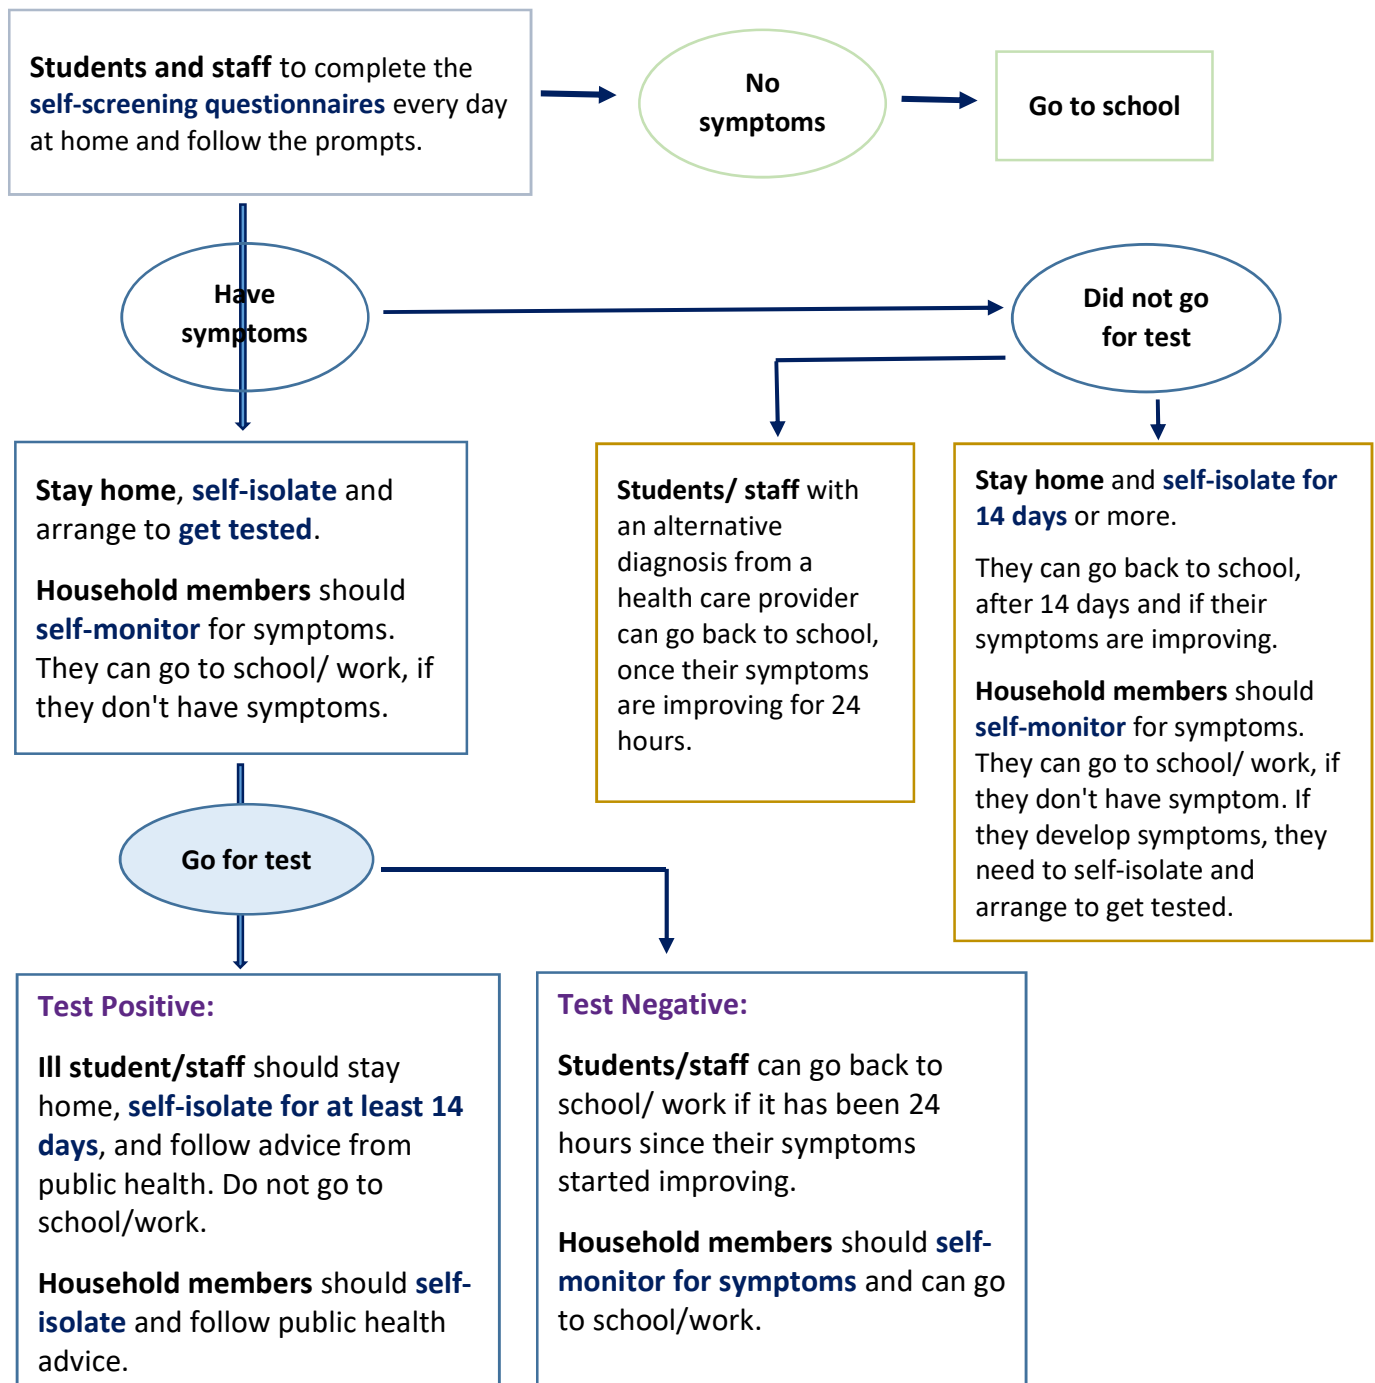 Students and staff to complete the
self-screening questionnaires every day
at home and follow the prompts.
No
symptoms
Go to school
Have
symptoms
Did not go
for test
Stay home, self-isolate and
arrange to get tested.
Household members should
self-monitor for symptoms.
They can go to school/ work, if
they don't have symptoms.
Students/ staff with
an alternative
diagnosis from a
health care provider
can go back to school,
once their symptoms
are improving for 24
hours.
Stay home and self-isolate for
14 days or more.
They can go back to school,
after 14 days and if their
symptoms are improving.
Household members should
self-monitor for symptoms.
They can go to school/ work, if
they don't have symptom. If
they develop symptoms, they
need to self-isolate and
arrange to get tested.
Go for test
Test Positive:
Ill student/staff should stay
home, self-isolate for at least 14
days, and follow advice from
public health. Do not go to
school/work.
Household members should self-
isolate and follow public health
advice.
Test Negative:
Students/staff can go back to
school/ work if it has been 24
hours since their symptoms
started improving.
Household members should self-
monitor for symptoms and can go
to school/work.